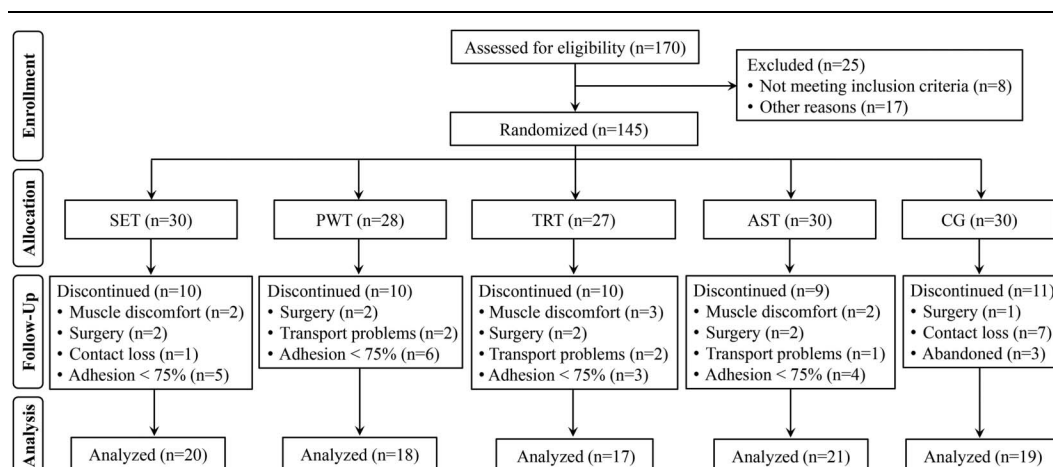 Enrollment
Assessed for eligibility (n=170)
Excluded (n=25)
• Not meeting inclusion criteria (n=8)
• Other reasons (n=17)
Randomized (n=145)
Allocation
SET (n=30)
PWT (n=28)
TRT (n=27)
AST (n=30)
CG (n=30)
Follow-Up
Discontinued (n=10)
• Muscle discomfort (n=2)
• Surgery (n=2)
• Contact loss (n=1)
• Adhesion < 75% (n=5)
Discontinued (n=10)
• Surgery (n=2)
• Transport problems (n=2)
• Adhesion < 75% (n=6)
Discontinued (n=10)
• Muscle discomfort (n=3)
• Surgery (n=2)
• Transport problems (n=2)
• Adhesion < 75% (n=3)
Discontinued (n=9)
• Muscle discomfort (n=2)
• Surgery (n=2)
• Transport problems (n=1)
• Adhesion < 75% (n=4)
Discontinued (n=11)
• Surgery (n=1)
• Contact loss (n=7)
• Abandoned (n=3)
Analysis
Analyzed (n=20)
Analyzed (n=18)
Analyzed (n=17)
Analyzed (n=21)
Analyzed (n=19)